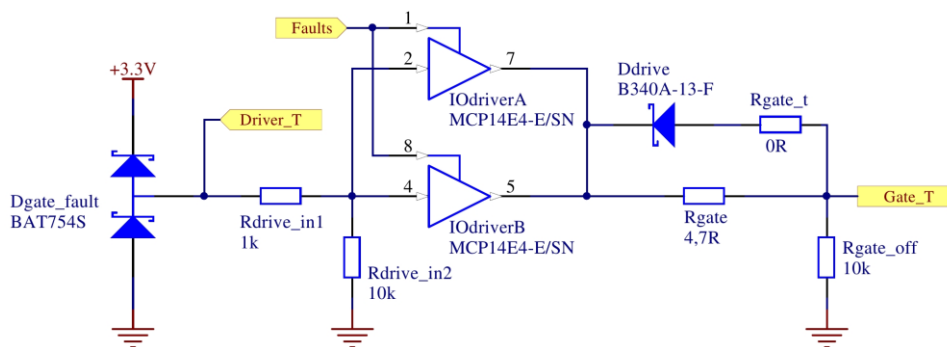 Faults
1
2
7
IOdriverA
MCP14E4-E/SN
Ddrive
B340A-13-F
Rgate_t
0R
+3.3V
Driver_T
8
4
5
IOdriverB
MCP14E4-E/SN
Dgate_fault
BAT754S
Rdrive_in1
1k
Rdrive_in2
10k
Rgate
4,7R
Gate_T
Rgate_off
10k